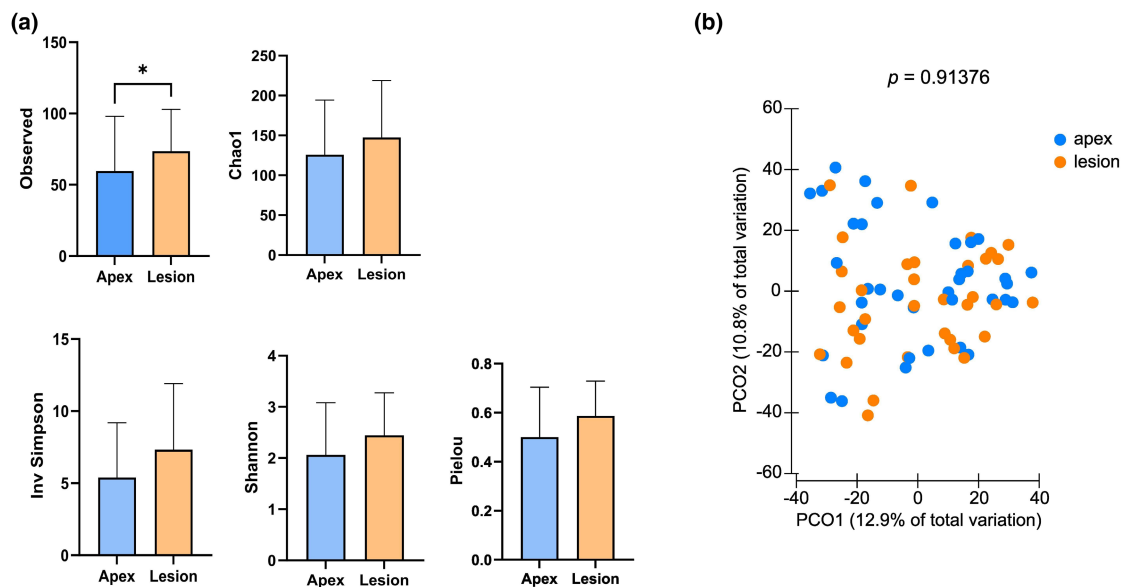 (a)
150
100
50
0
Observed
*
Apex Lesion
250
200
150
100
50
0
Chao1
Apex Lesion
15
10
5
0
Inv Simpson
Apex Lesion
4
3
2
1
0
Shannon
Apex Lesion
0.8
0.6
0.4
0.2
0.0
Pielou
Apex Lesion
(b)
p = 0.91376
60
40
20
0
-20
-40
-60
PCO2 (10.8% of total variation)
apex
lesion
-40 -20 0 20 40
PCO1 (12.9% of total variation)